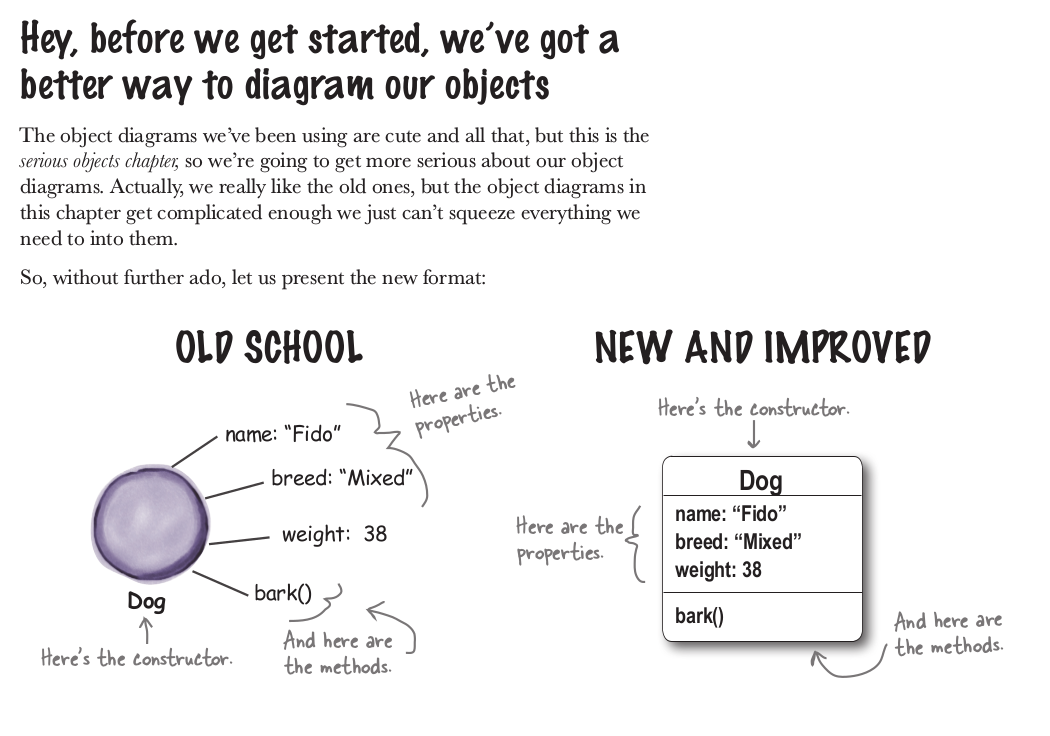 Hey, before we get started, we’ve got a
better way to diagram our objects
The object diagrams we’ve been using are cute and all that, but this is the
serious objects chapter, so we’re going to get more serious about our object
diagrams. Actually, we really like the old ones, but the object diagrams in
this chapter get complicated enough we just can’t squeeze everything we
need to into them.
So, without further ado, let us present the new format:
OLD SCHOOL
Here are the
properties.
name: “Fido”
breed: “Mixed”
weight: 38
bark()
Dog
Here’s the constructor.
And here are
the methods.
NEW AND IMPROVED
Here’s the constructor.
Dog
Here are the
properties.
name: “Fido”
breed: “Mixed”
weight: 38
bark()
And here are
the methods.